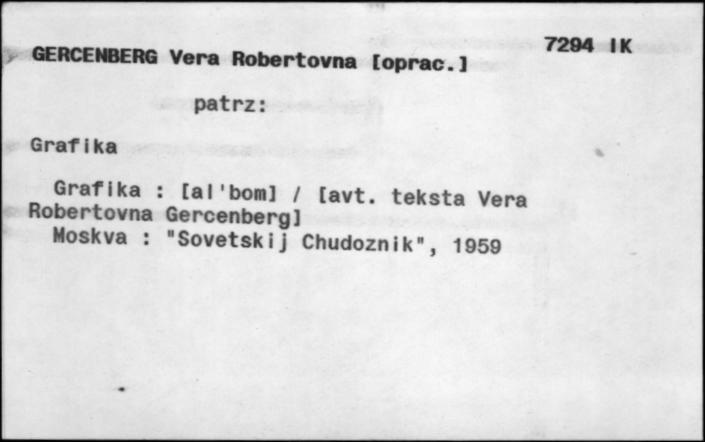 7294 IK
GERCENBERG Vera Robertovna [oprac.]
patrz:
Grafika
Grafika : [al'bom] / [avt. teksta Vera
Robertovna Gercenberg]
Moskva : "Sovetskij Chudoznik", 1959